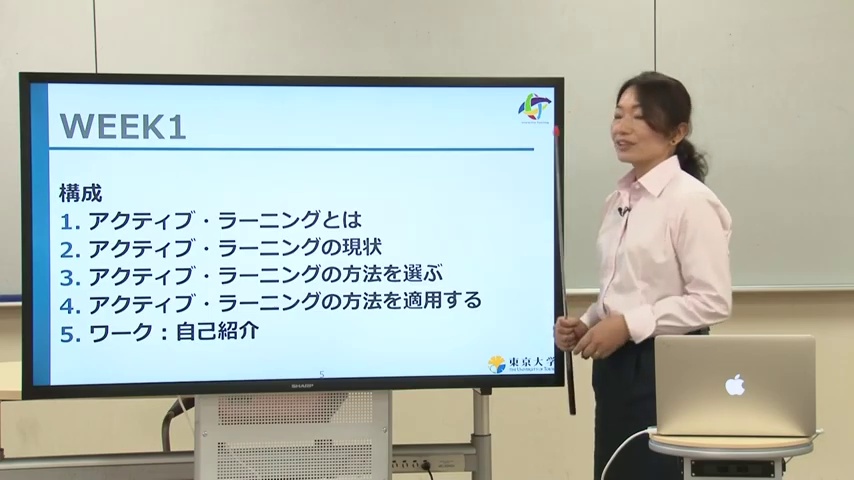 WEEK1
構成
1. アクティブ・ラーニングとは
2. アクティブ・ラーニングの現状
3. アクティブ・ラーニングの方法を選ぶ
4. アクティブ・ラーニングの方法を適用する
5. ワーク：自己紹介
5
東京大学
SHARP